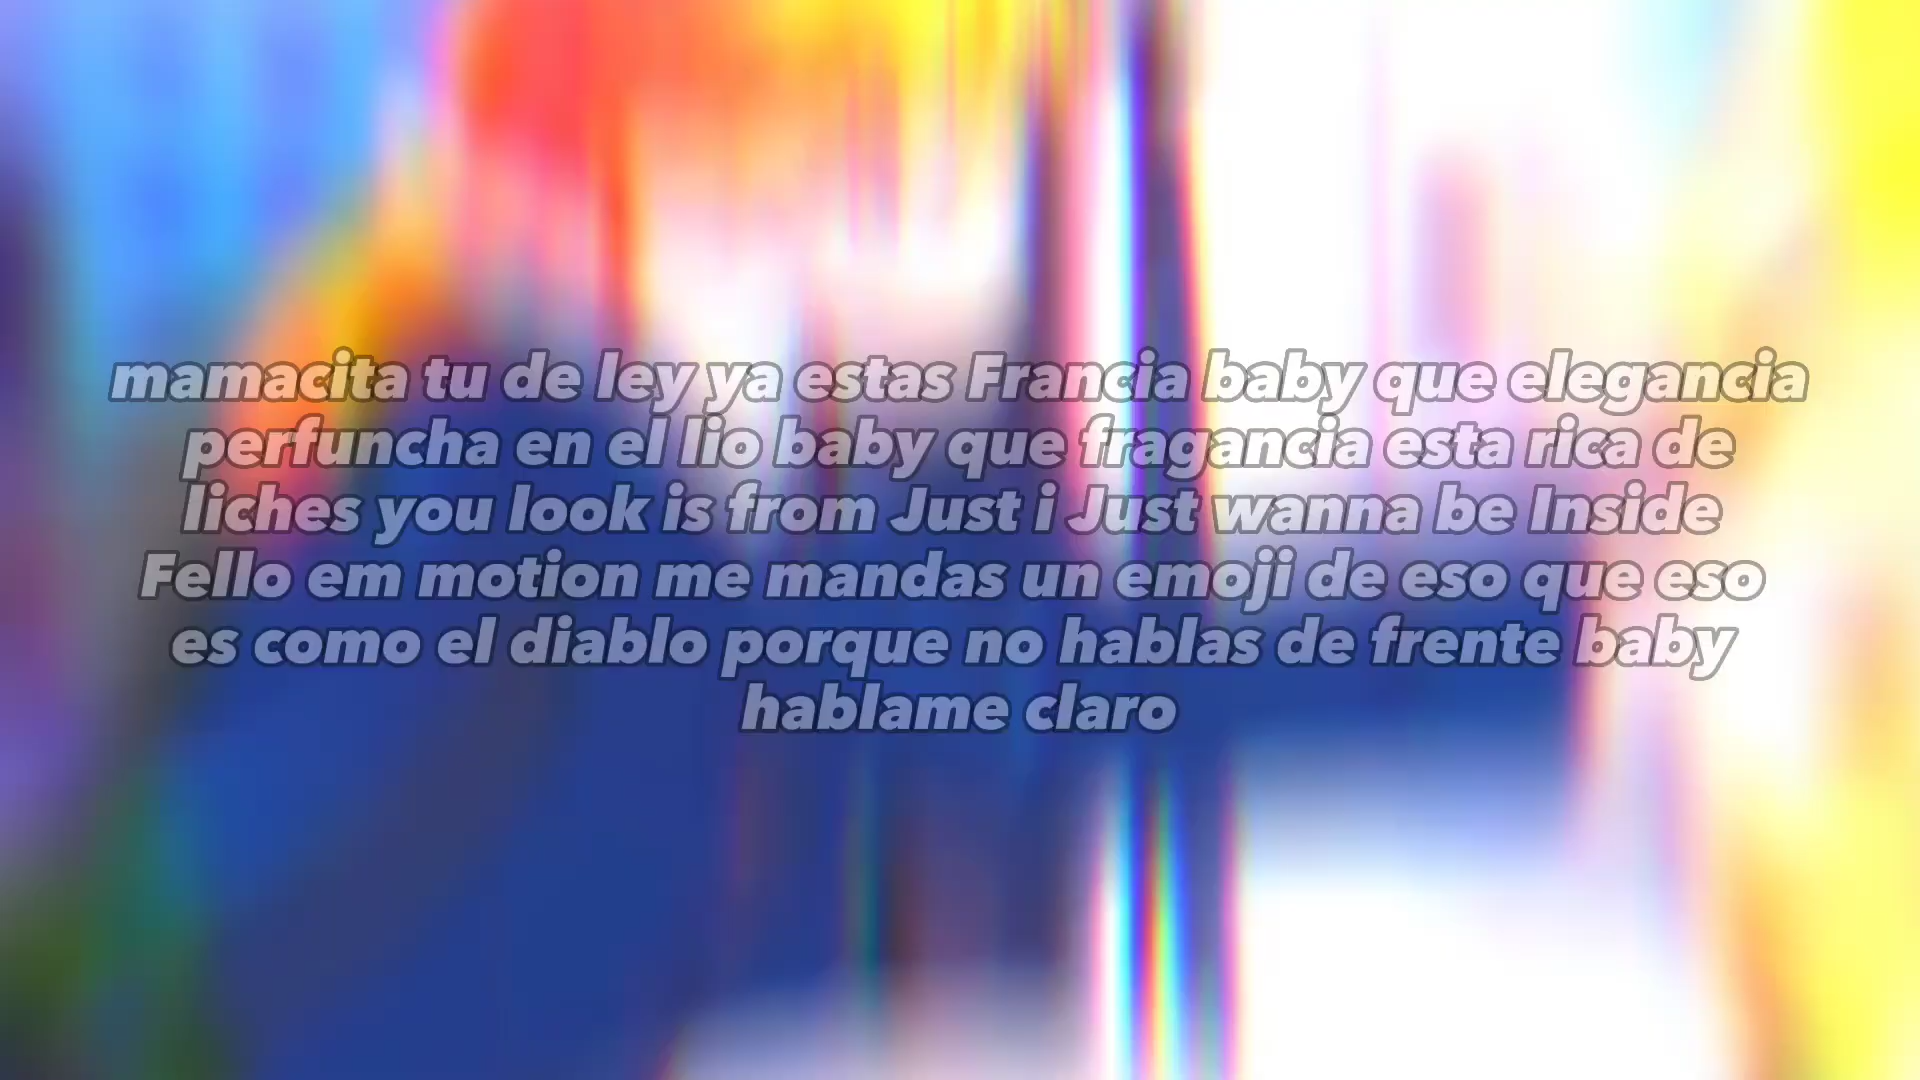 mamacita tu de ley ya estas Francia baby que elegancia
perfuncha en el lio baby que fragancia esta rica de
liches you look is from Just i Just wanna be Inside
Fello em motion me mandas un emoji de eso que eso
es como el diablo porque no hablas de frente baby
hablame claro